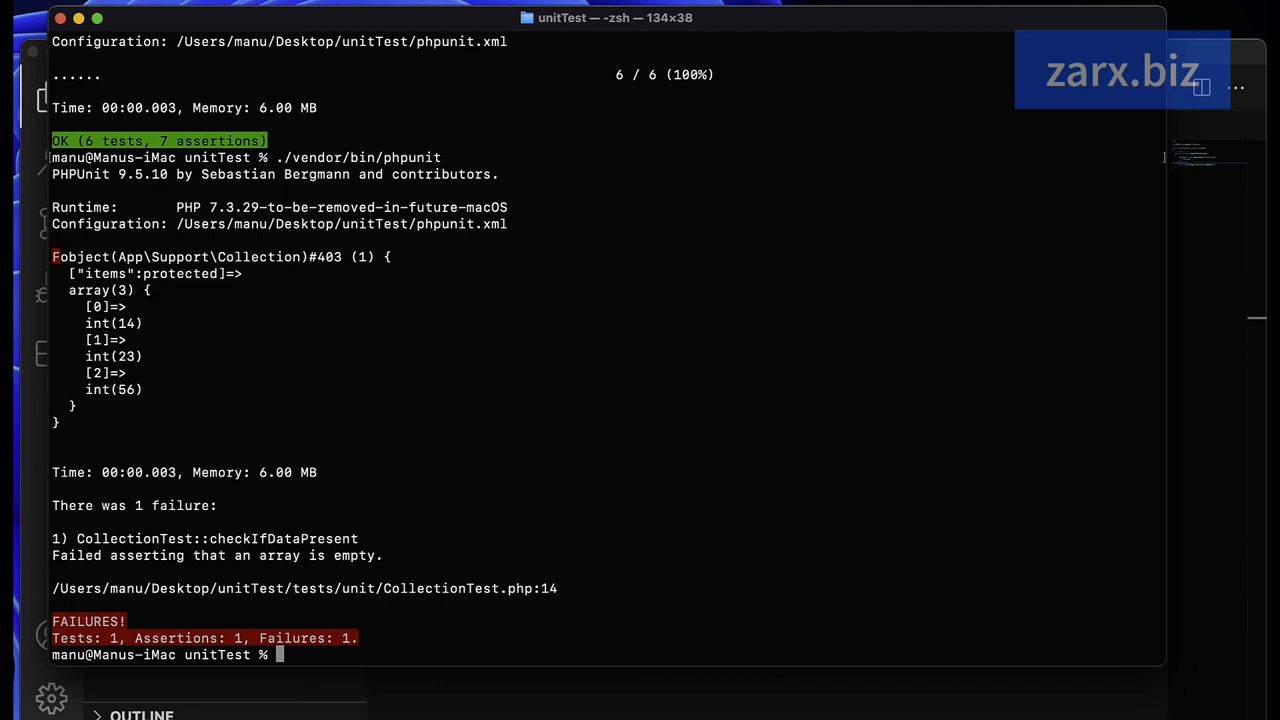 unitTest — -zsh — 134×38
Configuration: /Users/manu/Desktop/unitTest/phpunit.xml
zarx.biz
...... 6 / 6 (100%)
Time: 00:00.003, Memory: 6.00 MB
OK (6 tests, 7 assertions)
manu@Manus-iMac unitTest % ./vendor/bin/phpunit
PHPUnit 9.5.10 by Sebastian Bergmann and contributors.
Runtime: PHP 7.3.29-to-be-removed-in-future-macOS
Configuration: /Users/manu/Desktop/unitTest/phpunit.xml
Fobject(App\Support\Collection)#403 (1) {
["items":protected]=>
array(3) {
[0]=>
int(14)
[1]=>
int(23)
[2]=>
int(56)
}
}
Time: 00:00.003, Memory: 6.00 MB
There was 1 failure:
1) CollectionTest::checkIfDataPresent
Failed asserting that an array is empty.
/Users/manu/Desktop/unitTest/tests/unit/CollectionTest.php:14
FAILURES!
Tests: 1, Assertions: 1, Failures: 1.
manu@Manus-iMac unitTest %
OUTLINE